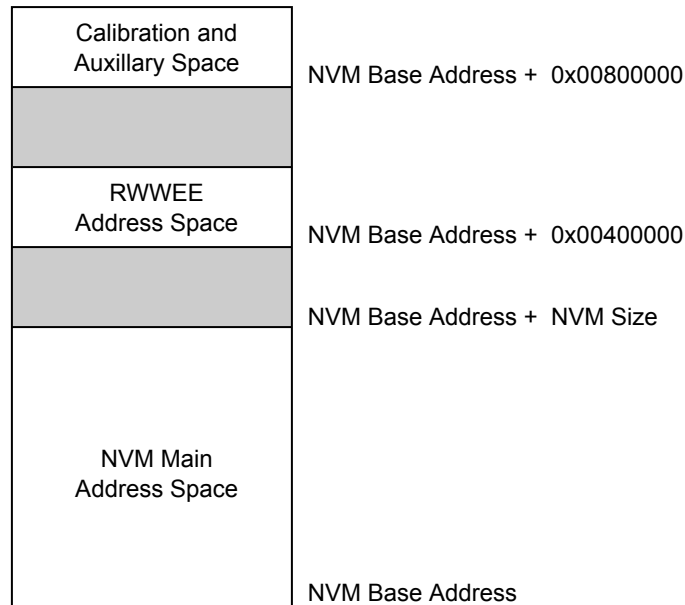 Calibration and
Auxillary Space
NVM Base Address + 0x00800000
RWWEE
Address Space
NVM Base Address + 0x00400000
NVM Base Address + NVM Size
NVM Main
Address Space
NVM Base Address